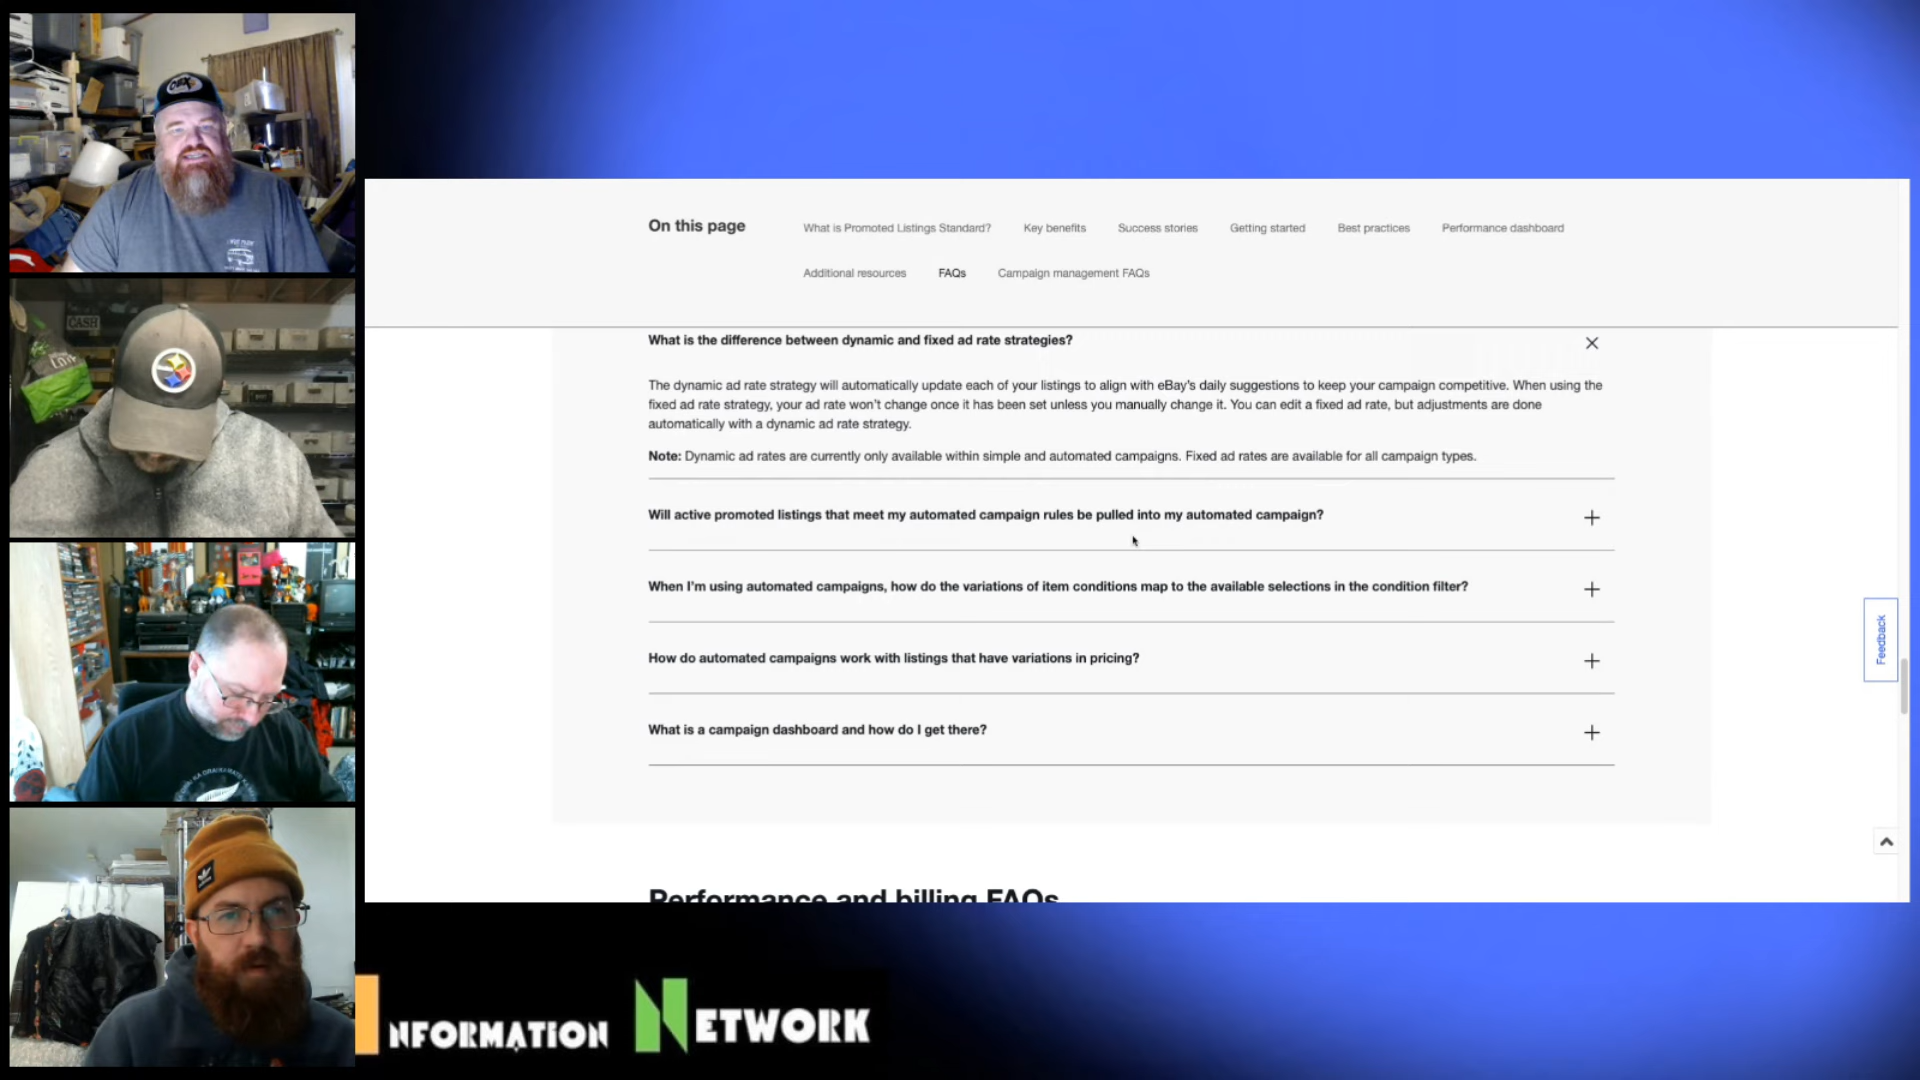 CASH
On this page
What is Promoted Listings Standard?
Key benefits
Success stories
Getting started
Best practices
Performance dashboard
Additional resources
FAQs
Campaign management FAQs
What is the difference between dynamic and fixed ad rate strategies?
The dynamic ad rate strategy will automatically update each of your listings to align with eBay's daily suggestions to keep your campaign competitive. When using the
fixed ad rate strategy, your ad rate won't change once it has been set unless you manually change it. You can edit a fixed ad rate, but adjustments are done
automatically with a dynamic ad rate strategy.
Note: Dynamic ad rates are currently only available within simple and automated campaigns. Fixed ad rates are available for all campaign types.
Will active promoted listings that meet my automated campaign rules be pulled into my automated campaign?
When I'm using automated campaigns, how do the variations of item conditions map to the available selections in the condition filter?
How do automated campaigns work with listings that have variations in pricing?
What is a campaign dashboard and how do I get there?
Feedback
Performance and billing FAQs
INFORMATION NETWORK